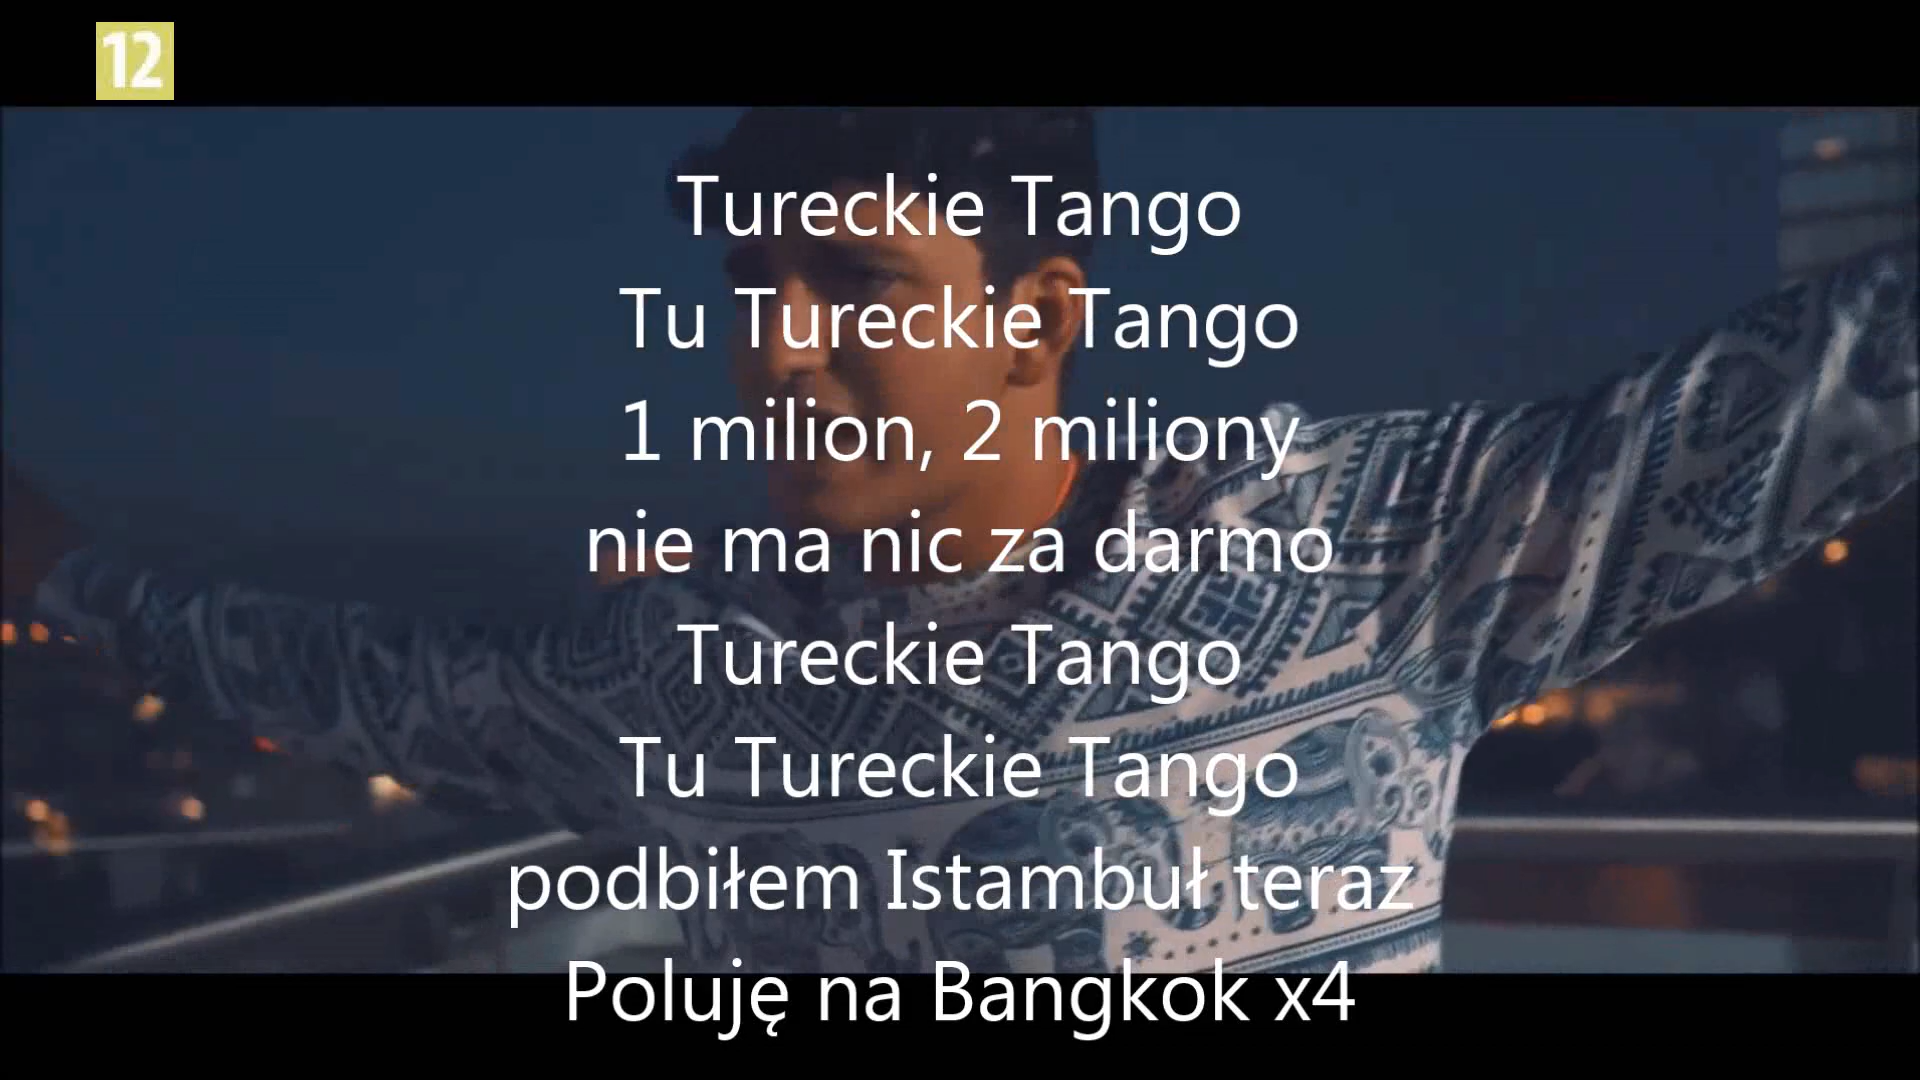 12
Tureckie Tango
Tu Tureckie Tango
1 milion, 2 miliony
nie ma nic za darmo
Tureckie Tango
Tu Tureckie Tango
podbiłem Istambuł teraz
Poluję na Bangkok x4